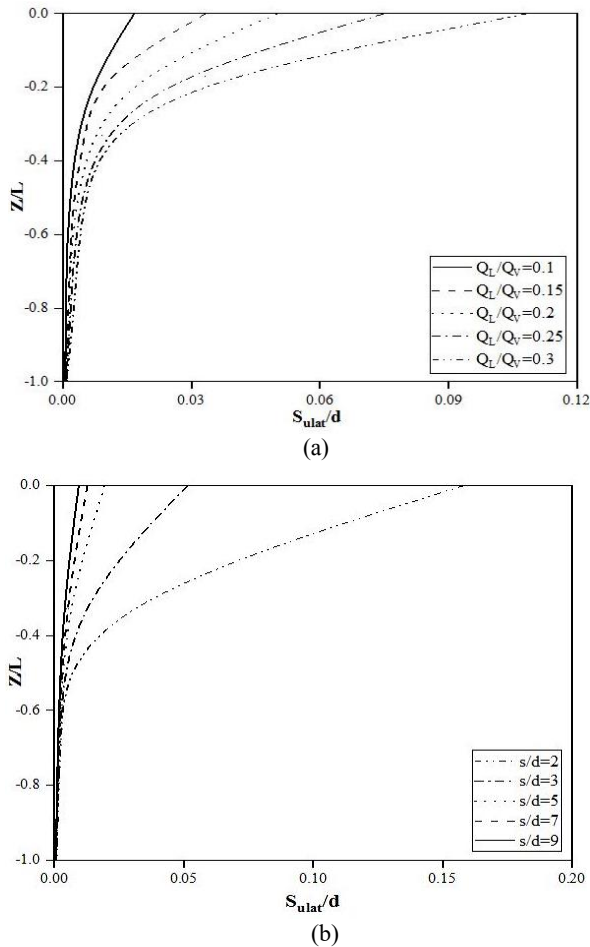 0.0
-0.2
-0.4
-0.6
-0.8
-1.0
Z/L
Q_L/Q_V=0.1
Q_L/Q_V=0.15
Q_L/Q_V=0.2
Q_L/Q_V=0.25
Q_L/Q_V=0.3
0.00 0.03 0.06 0.09 0.12
S_ulat/d
(a)
0.0
-0.2
-0.4
-0.6
-0.8
-1.0
Z/L
s/d=2
s/d=3
s/d=5
s/d=7
s/d=9
0.00 0.05 0.10 0.15 0.20
S_ulat/d
(b)